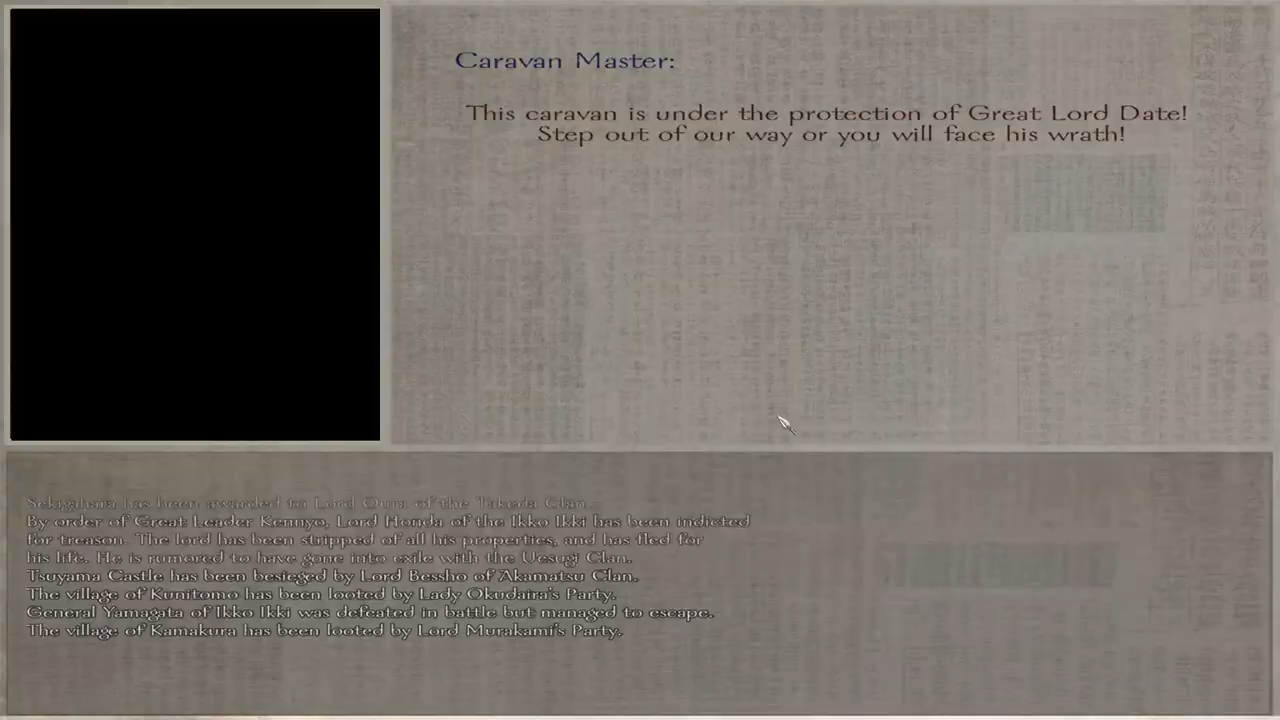 Caravan Master:
This caravan is under the protection of Great Lord Date!
Step out of our way or you will face his wrath!
Sekigahara has been awarded to Lord Oura of the Takeda Clan...
By order of Great Leader Kennyo, Lord Honda of the Ikko Ikki has been indicted
for treason. The lord has been stripped of all his properties, and has fled for
his life. He is rumored to have gone into exile with the Uesugi Clan.
Tsuyama Castle has been besieged by Lord Bessho of Akamatsu Clan.
The village of Kunitomo has been looted by Lady Okudaira's Party.
General Yamagata of Ikko Ikki was defeated in battle but managed to escape.
The village of Kamakura has been looted by Lord Murakami's Party.